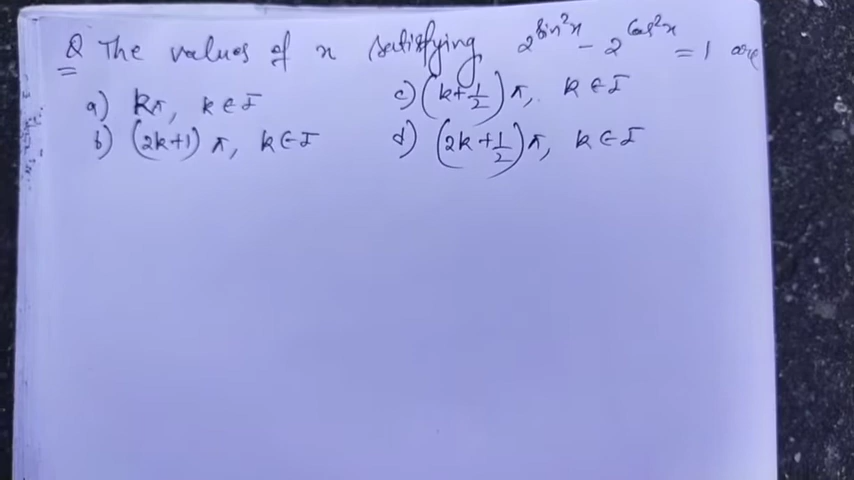 Q The values of x satisfying 2^{sin²x} - 2^{cos²x} = 1 are
a) kπ, k ∈ I c) (k + 1/2) π, k ∈ I
b) (2k+1) π, k ∈ I d) (2k + 1/2) π, k ∈ I